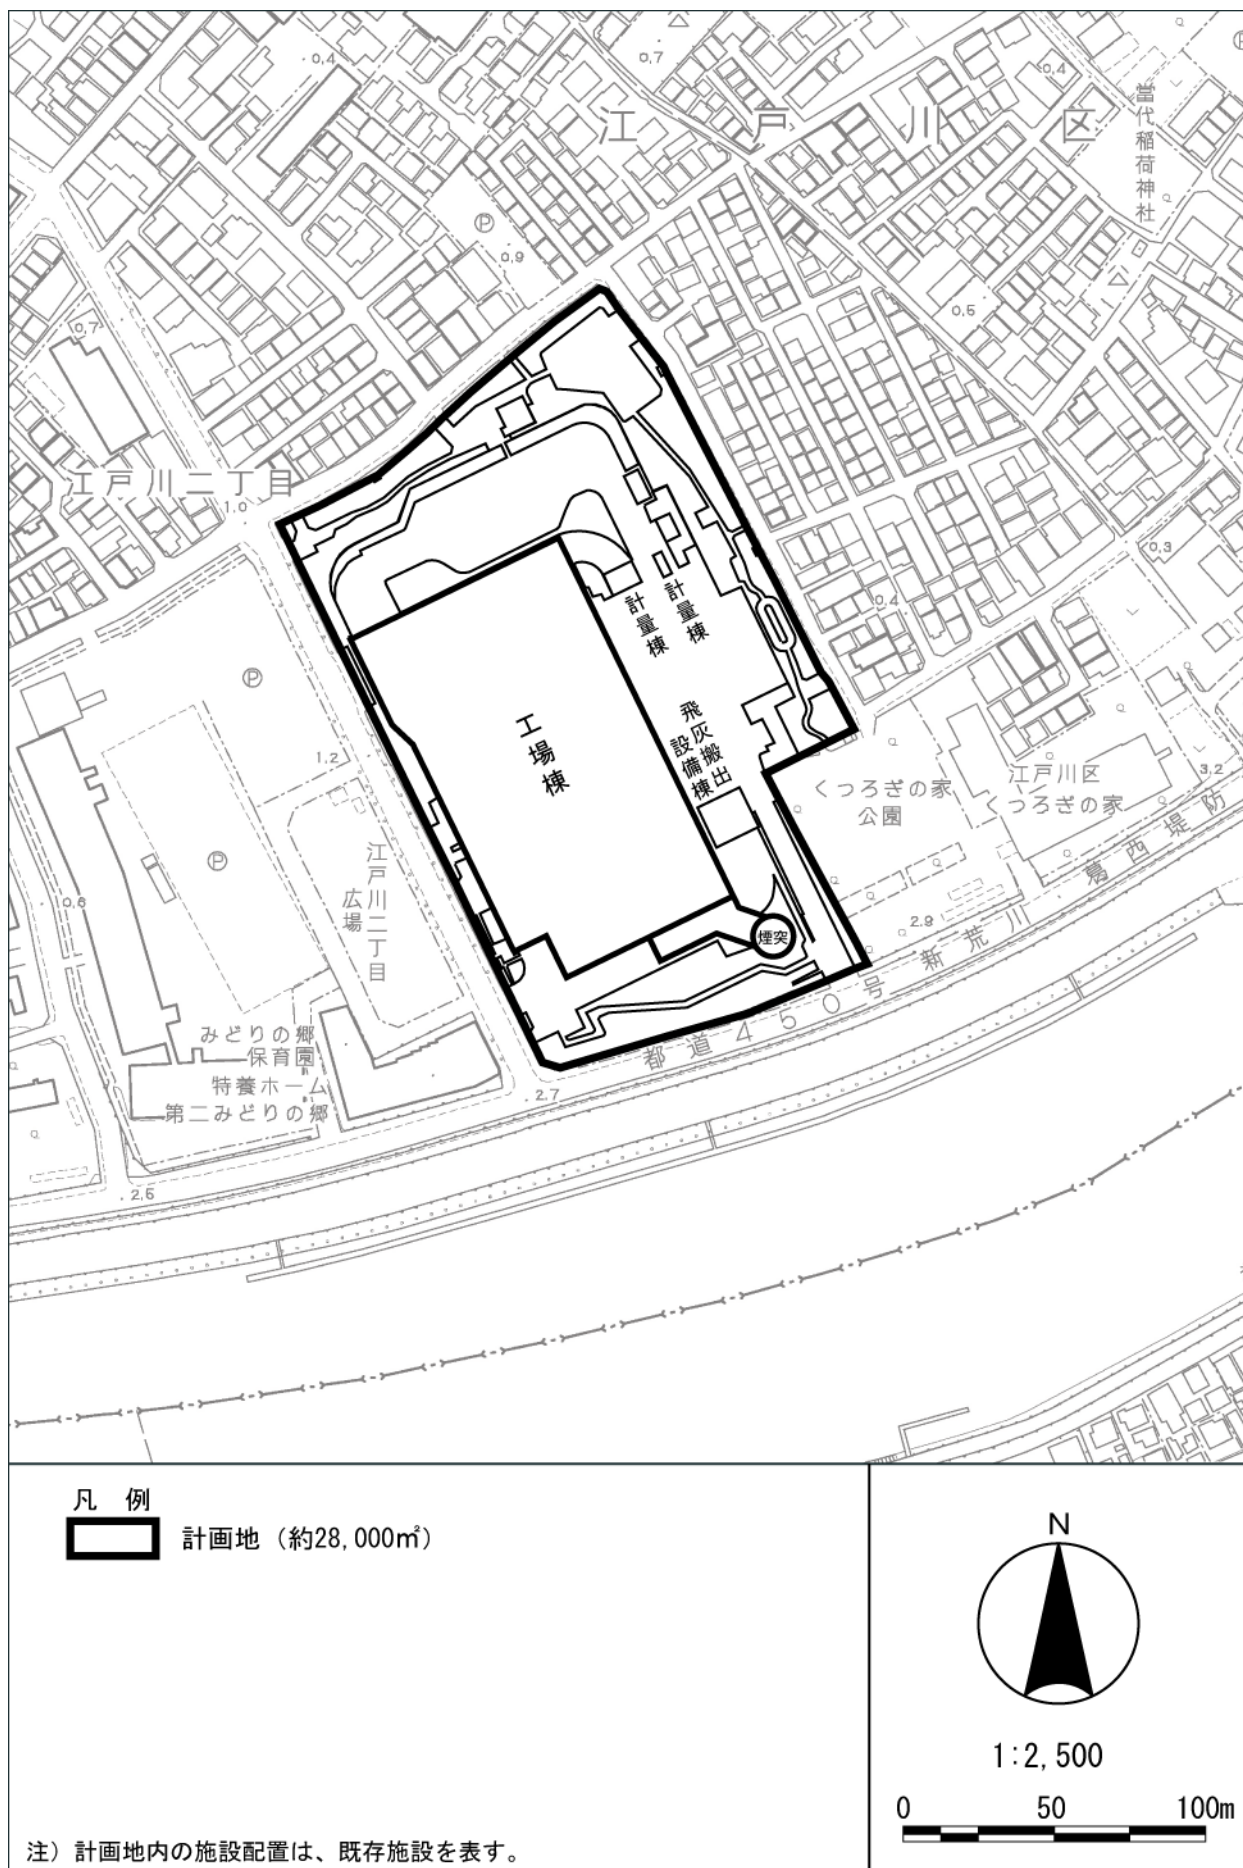 0.4
0.7
0.4
江戸川区
當代稲荷神社
P
0.9
0.5
0.7
江戸川二丁目
1.0
0.3
0.4
計量棟
計量棟
P
工場棟
飛灰搬出
設備棟
1.2
くつろぎの家
公園
江戸川区
くつろぎの家
3.2
P
江戸川二丁目
広場
0.6
煙突
2.9
都道450号 新荒川 葛西堤防
みどりの郷
保育園
特養ホーム
第二みどりの郷
2.7
2.6
凡 例
計画地 (約28,000㎡)
N
1:2,500
0 50 100m
注) 計画地内の施設配置は、既存施設を表す。